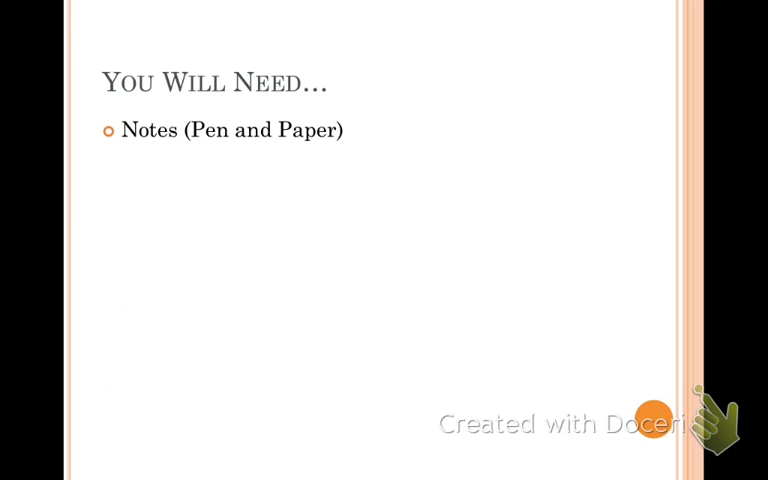 You Will Need...
Notes (Pen and Paper)
Created with Doceri